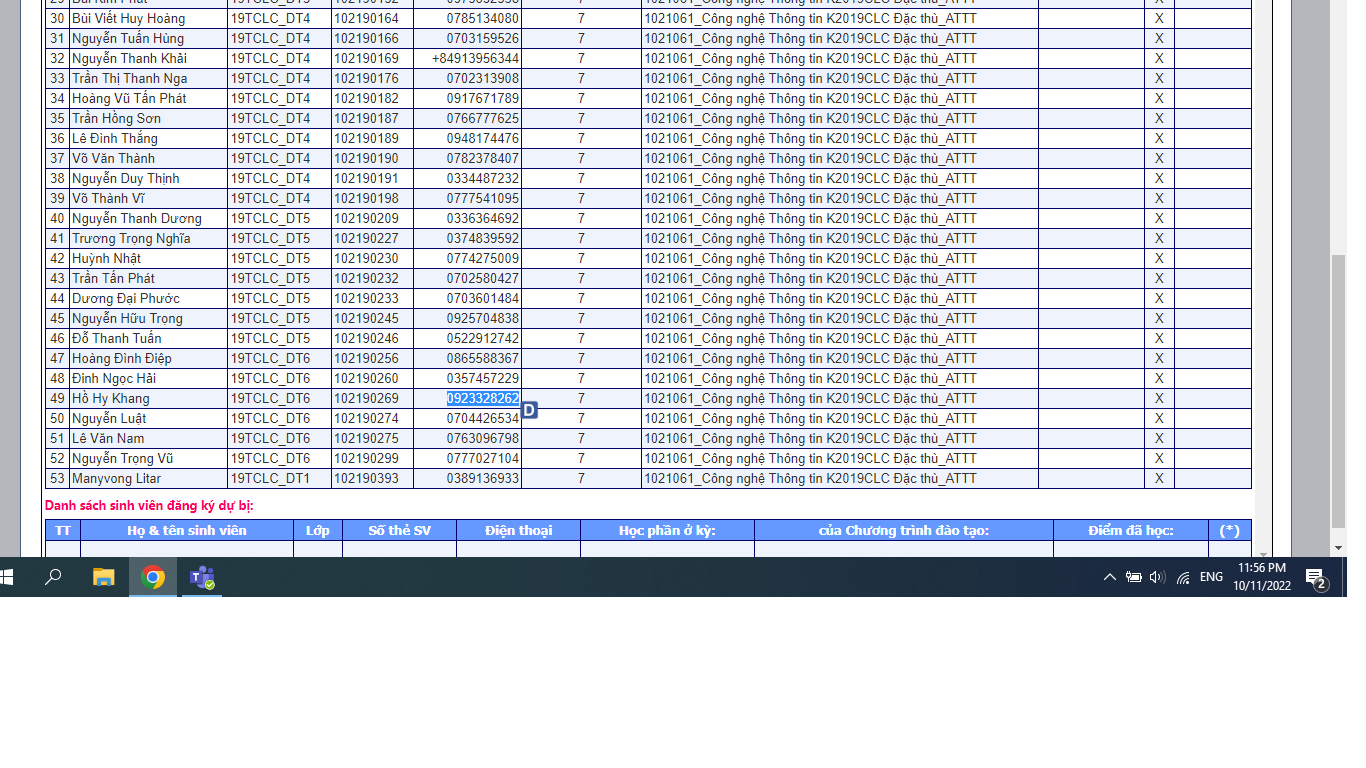 29 Bùi Kim Phát 19TCLC_DT3 7 1021061_Công nghệ Thông tin K2019CLC Đặc thù_ATTT X
30 Bùi Viết Huy Hoàng 19TCLC_DT4 102190164 0785134080 7 1021061_Công nghệ Thông tin K2019CLC Đặc thù_ATTT X
31 Nguyễn Tuấn Hùng 19TCLC_DT4 102190166 0703159526 7 1021061_Công nghệ Thông tin K2019CLC Đặc thù_ATTT X
32 Nguyễn Thanh Khải 19TCLC_DT4 102190169 +84913956344 7 1021061_Công nghệ Thông tin K2019CLC Đặc thù_ATTT X
33 Trần Thị Thanh Nga 19TCLC_DT4 102190176 0702313908 7 1021061_Công nghệ Thông tin K2019CLC Đặc thù_ATTT X
34 Hoàng Vũ Tấn Phát 19TCLC_DT4 102190182 0917671789 7 1021061_Công nghệ Thông tin K2019CLC Đặc thù_ATTT X
35 Trần Hồng Sơn 19TCLC_DT4 102190187 0766777625 7 1021061_Công nghệ Thông tin K2019CLC Đặc thù_ATTT X
36 Lê Đình Thắng 19TCLC_DT4 102190189 0948174476 7 1021061_Công nghệ Thông tin K2019CLC Đặc thù_ATTT X
37 Võ Văn Thành 19TCLC_DT4 102190190 0782378407 7 1021061_Công nghệ Thông tin K2019CLC Đặc thù_ATTT X
38 Nguyễn Duy Thịnh 19TCLC_DT4 102190191 0334487232 7 1021061_Công nghệ Thông tin K2019CLC Đặc thù_ATTT X
39 Võ Thành Vĩ 19TCLC_DT4 102190198 0777541095 7 1021061_Công nghệ Thông tin K2019CLC Đặc thù_ATTT X
40 Nguyễn Thanh Dương 19TCLC_DT5 102190209 0336364692 7 1021061_Công nghệ Thông tin K2019CLC Đặc thù_ATTT X
41 Trương Trọng Nghĩa 19TCLC_DT5 102190227 0374839592 7 1021061_Công nghệ Thông tin K2019CLC Đặc thù_ATTT X
42 Huỳnh Nhật 19TCLC_DT5 102190230 0774275009 7 1021061_Công nghệ Thông tin K2019CLC Đặc thù_ATTT X
43 Trần Tấn Phát 19TCLC_DT5 102190232 0702580427 7 1021061_Công nghệ Thông tin K2019CLC Đặc thù_ATTT X
44 Dương Đại Phước 19TCLC_DT5 102190233 0703601484 7 1021061_Công nghệ Thông tin K2019CLC Đặc thù_ATTT X
45 Nguyễn Hữu Trọng 19TCLC_DT5 102190245 0925704838 7 1021061_Công nghệ Thông tin K2019CLC Đặc thù_ATTT X
46 Đỗ Thanh Tuấn 19TCLC_DT5 102190246 0522912742 7 1021061_Công nghệ Thông tin K2019CLC Đặc thù_ATTT X
47 Hoàng Đình Điệp 19TCLC_DT6 102190256 0865588367 7 1021061_Công nghệ Thông tin K2019CLC Đặc thù_ATTT X
48 Đinh Ngọc Hải 19TCLC_DT6 102190260 0357457229 7 1021061_Công nghệ Thông tin K2019CLC Đặc thù_ATTT X
49 Hồ Hy Khang 19TCLC_DT6 102190269 0923328262 7 1021061_Công nghệ Thông tin K2019CLC Đặc thù_ATTT X
D
50 Nguyễn Luật 19TCLC_DT6 102190274 0704426534 7 1021061_Công nghệ Thông tin K2019CLC Đặc thù_ATTT X
51 Lê Văn Nam 19TCLC_DT6 102190275 0763096798 7 1021061_Công nghệ Thông tin K2019CLC Đặc thù_ATTT X
52 Nguyễn Trọng Vũ 19TCLC_DT6 102190299 0777027104 7 1021061_Công nghệ Thông tin K2019CLC Đặc thù_ATTT X
53 Manyvong Litar 19TCLC_DT1 102190393 0389136933 7 1021061_Công nghệ Thông tin K2019CLC Đặc thù_ATTT X
Danh sách sinh viên đăng ký dự bị:
TT Họ & tên sinh viên Lớp Số thẻ SV Điện thoại Học phần ở kỳ: của Chương trình đào tạo: Điểm đã học: (*)
T ENG 11:56 PM
10/11/2022 2